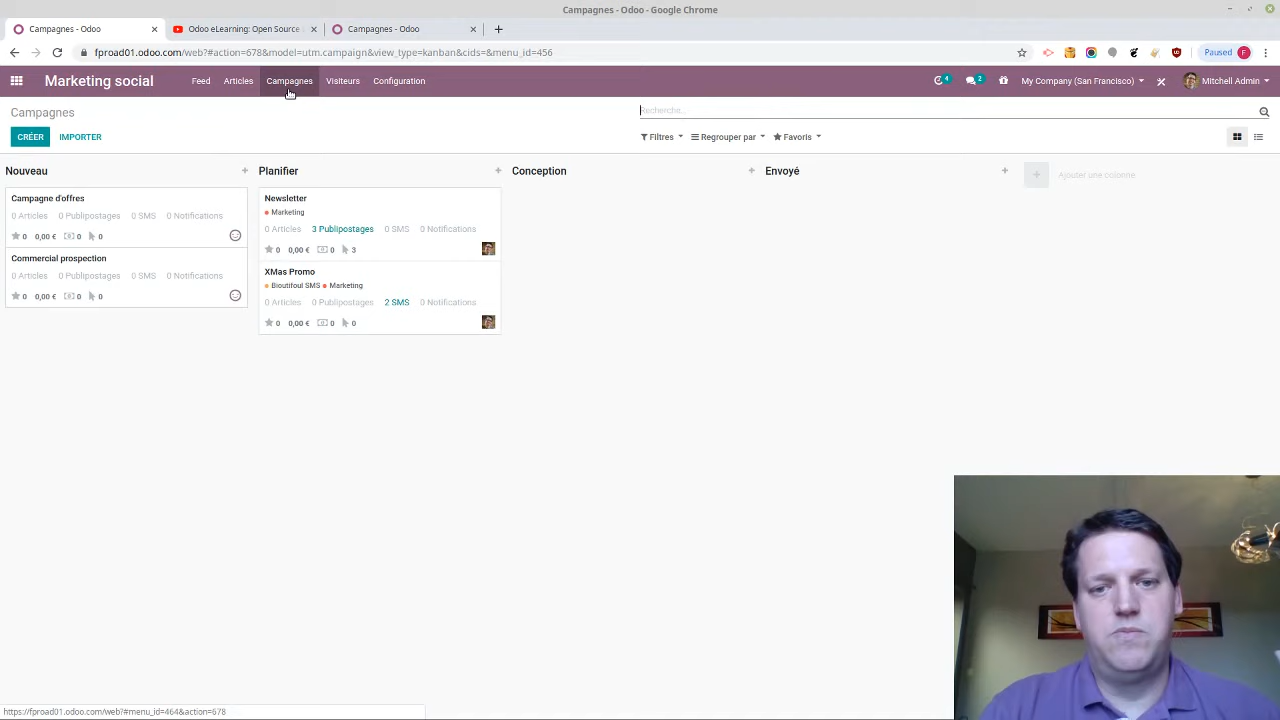 Campagnes - Odoo - Google Chrome
Campagnes - Odoo
Odoo eLearning: Open Source
Campagnes - Odoo
fproad01.odoo.com/web?#action=678&model=utm.campaign&view_type=kanban&cids=&menu_id=456
Paused F
Marketing social Feed Articles Campagnes Visiteurs Configuration 4 2 My Company (San Francisco) Mitchell Admin
Campagnes Recherche...
CRÉER IMPORTER Filtres Regrouper par Favoris
Nouveau
Campagne d'offres
0 Articles 0 Publipostages 0 SMS 0 Notifications
0 0,00 € 0 0
Commercial prospection
0 Articles 0 Publipostages 0 SMS 0 Notifications
0 0,00 € 0 0
Planifier
Newsletter
Marketing
0 Articles 3 Publipostages 0 SMS 0 Notifications
0 0,00 € 0 3
XMas Promo
Bioutifoul SMS Marketing
0 Articles 0 Publipostages 2 SMS 0 Notifications
0 0,00 € 0 0
Conception
Envoyé
Ajouter une colonne
https://fproad01.odoo.com/web?#menu_id=464&action=678